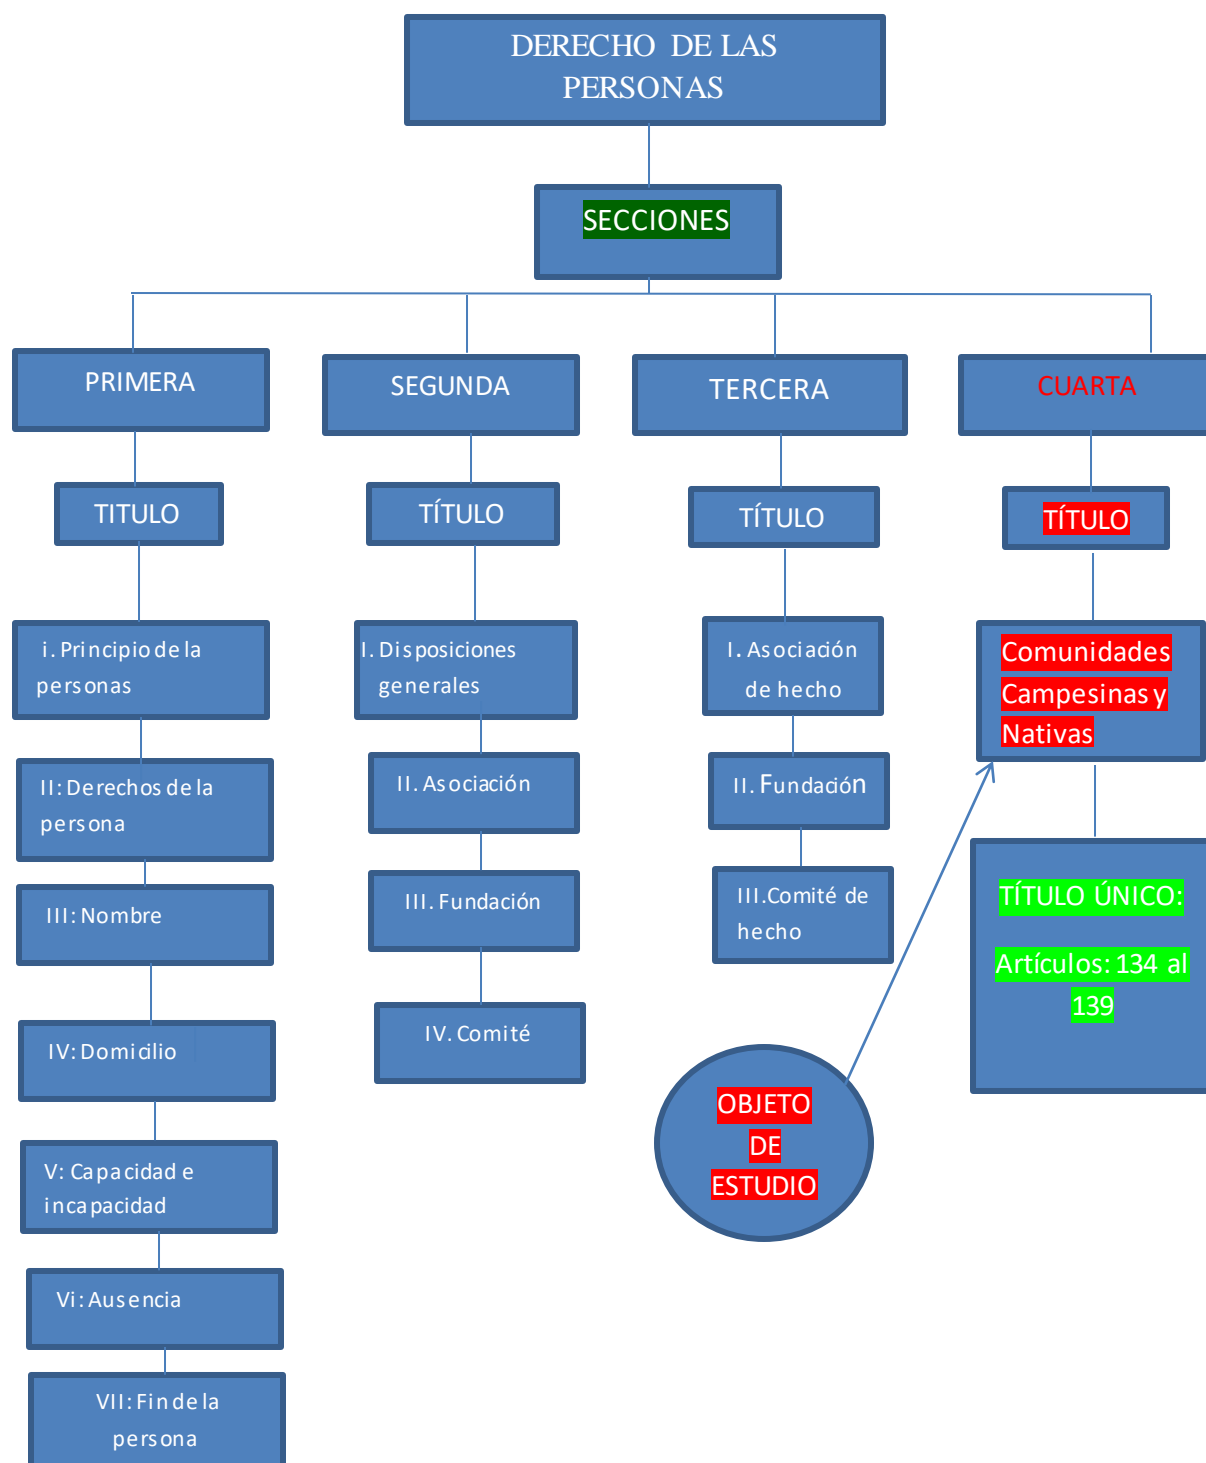 DERECHO DE LAS
PERSONAS
SECCIONES
PRIMERA
SEGUNDA
TERCERA
CUARTA
TITULO
TÍTULO
TÍTULO
TÍTULO
i. Principio de la
personas
II: Derechos de la
persona
III: Nombre
IV: Domicilio
V: Capacidad e
incapacidad
Vi: Ausencia
VII: Fin de la
persona
I. Disposiciones
generales
II. Asociación
III. Fundación
IV. Comité
I. Asociación
de hecho
II. Fundación
III.Comité de
hecho
Comunidades
Campesinas y
Nativas
TÍTULO ÚNICO:
Artículos: 134 al
139
OBJETO
DE
ESTUDIO